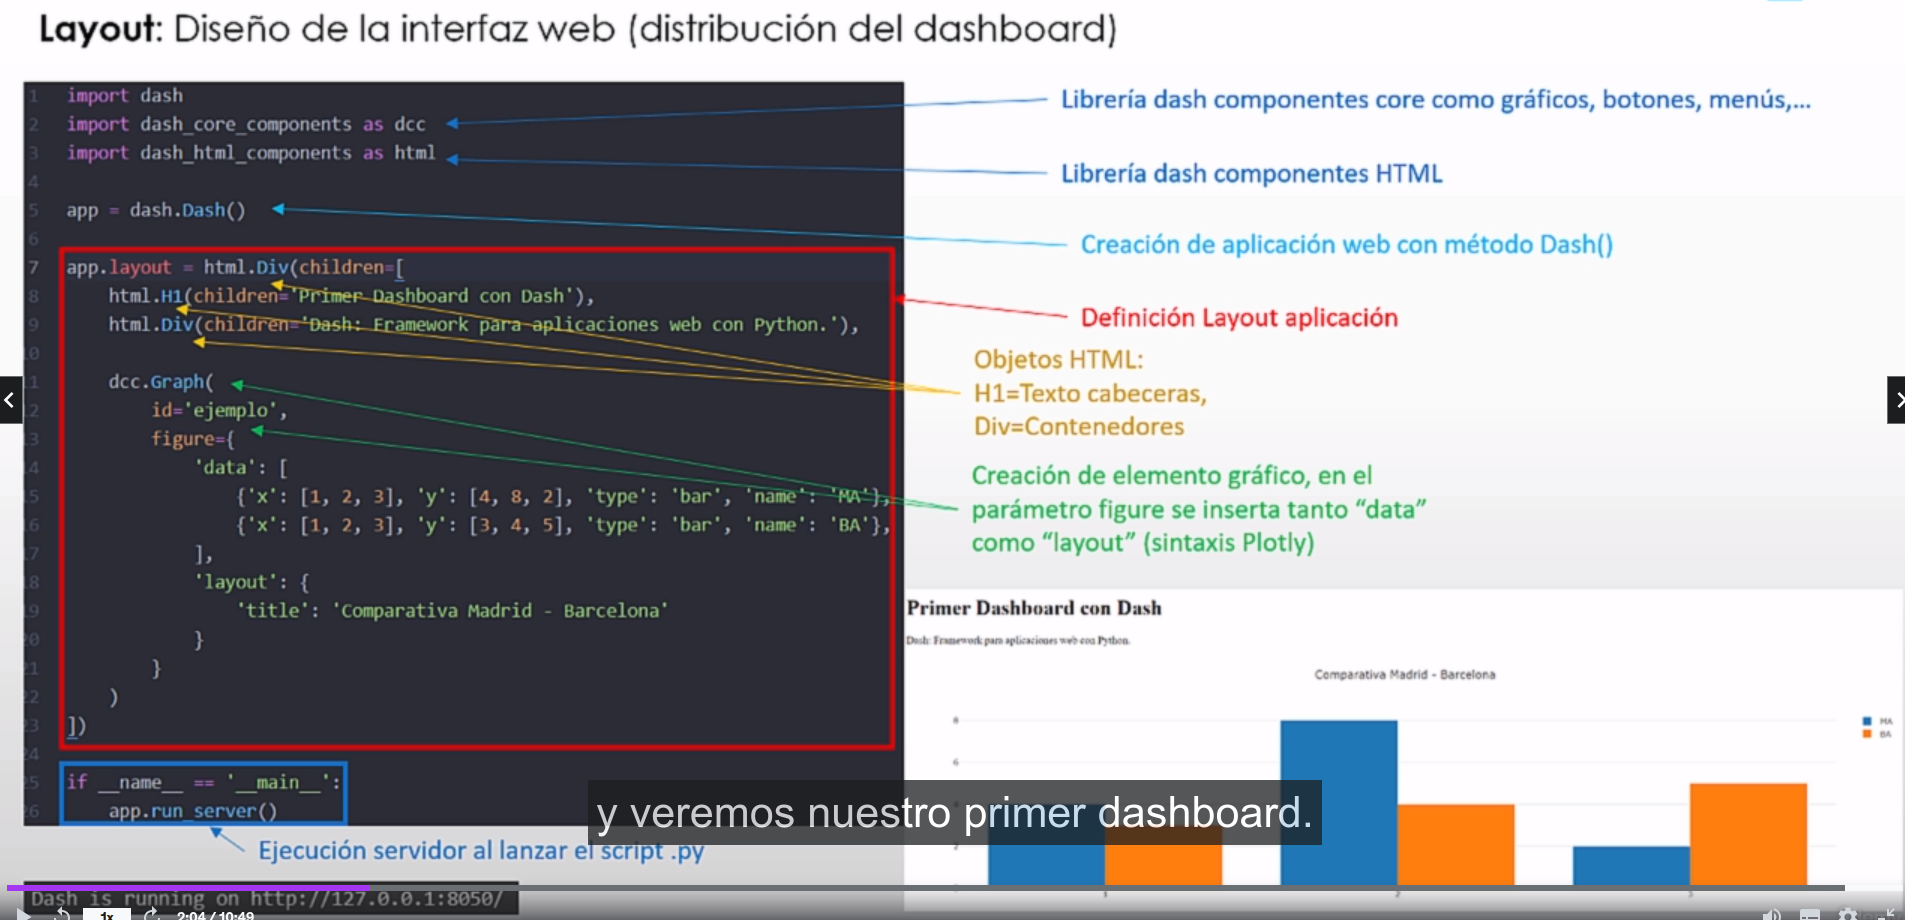 Layout: Diseño de la interfaz web (distribución del dashboard)
1 import dash
2 import dash_core_components as dcc
3 import dash_html_components as html
4
5 app = dash.Dash()
6
7 app.layout = html.Div(children=[
8 html.H1(children='Primer Dashboard con Dash'),
9 html.Div(children='Dash: Framework para aplicaciones web con Python.'),
10
11 dcc.Graph(
12 id='ejemplo',
13 figure={
14 'data': [
15 {'x': [1, 2, 3], 'y': [4, 8, 2], 'type': 'bar', 'name': 'MA'},
16 {'x': [1, 2, 3], 'y': [3, 4, 5], 'type': 'bar', 'name': 'BA'},
17 ],
18 'layout': {
19 'title': 'Comparativa Madrid - Barcelona'
20 }
21 }
22 )
23 ])
24
25 if __name__ == '__main__':
26 app.run_server()
Librería dash componentes core como gráficos, botones, menús,...
Librería dash componentes HTML
Creación de aplicación web con método Dash()
Definición Layout aplicación
Objetos HTML:
H1=Texto cabeceras,
Div=Contenedores
Creación de elemento gráfico, en el
parámetro figure se inserta tanto "data"
como "layout" (sintaxis Plotly)
Ejecución servidor al lanzar el script .py
Dash is running on http://127.0.0.1:8050/
Primer Dashboard con Dash
Dash: Framework para aplicaciones web con Python.
Comparativa Madrid - Barcelona
8
6
2
1
2
3
MA
BA
y veremos nuestro primer dashboard.
1x
2:04 / 10:49